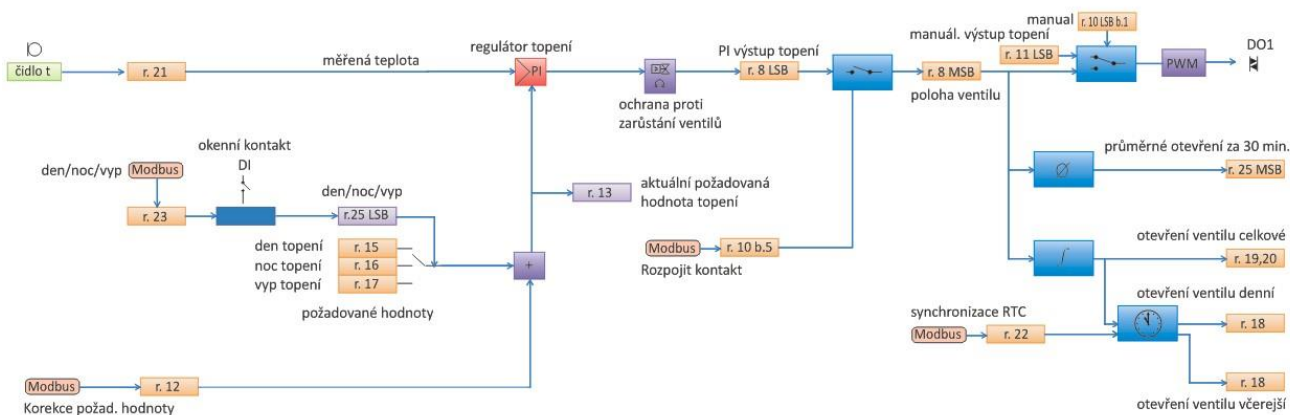 manual
r. 10 LSB b.1
manuál. výstup topení
regulátor topení
PI výstup topení
r. 11 LSB
DO1
čidlo t
r. 21
měřená teplota
PI
r. 8 LSB
r. 8 MSB
PWM
ochrana proti
zarůstání ventilů
poloha ventilu
okenní kontakt
DI
průměrné otevření za 30 min.
den/noc/vyp
Modbus
den/noc/vyp
r. 25 MSB
r. 23
r.25 LSB
r. 13
aktuální požadovaná
hodnota topení
den topení
r. 15
noc topení
r. 16
vyp topení
r. 17
+
požadované hodnoty
Modbus
r. 10 b.5
Rozpojit kontakt
otevření ventilu celkové
r. 19,20
otevření ventilu denní
synchronizace RTC
Modbus
r. 22
r. 18
Modbus
r. 12
Korekce požad. hodnoty
r. 18
otevření ventilu včerejší